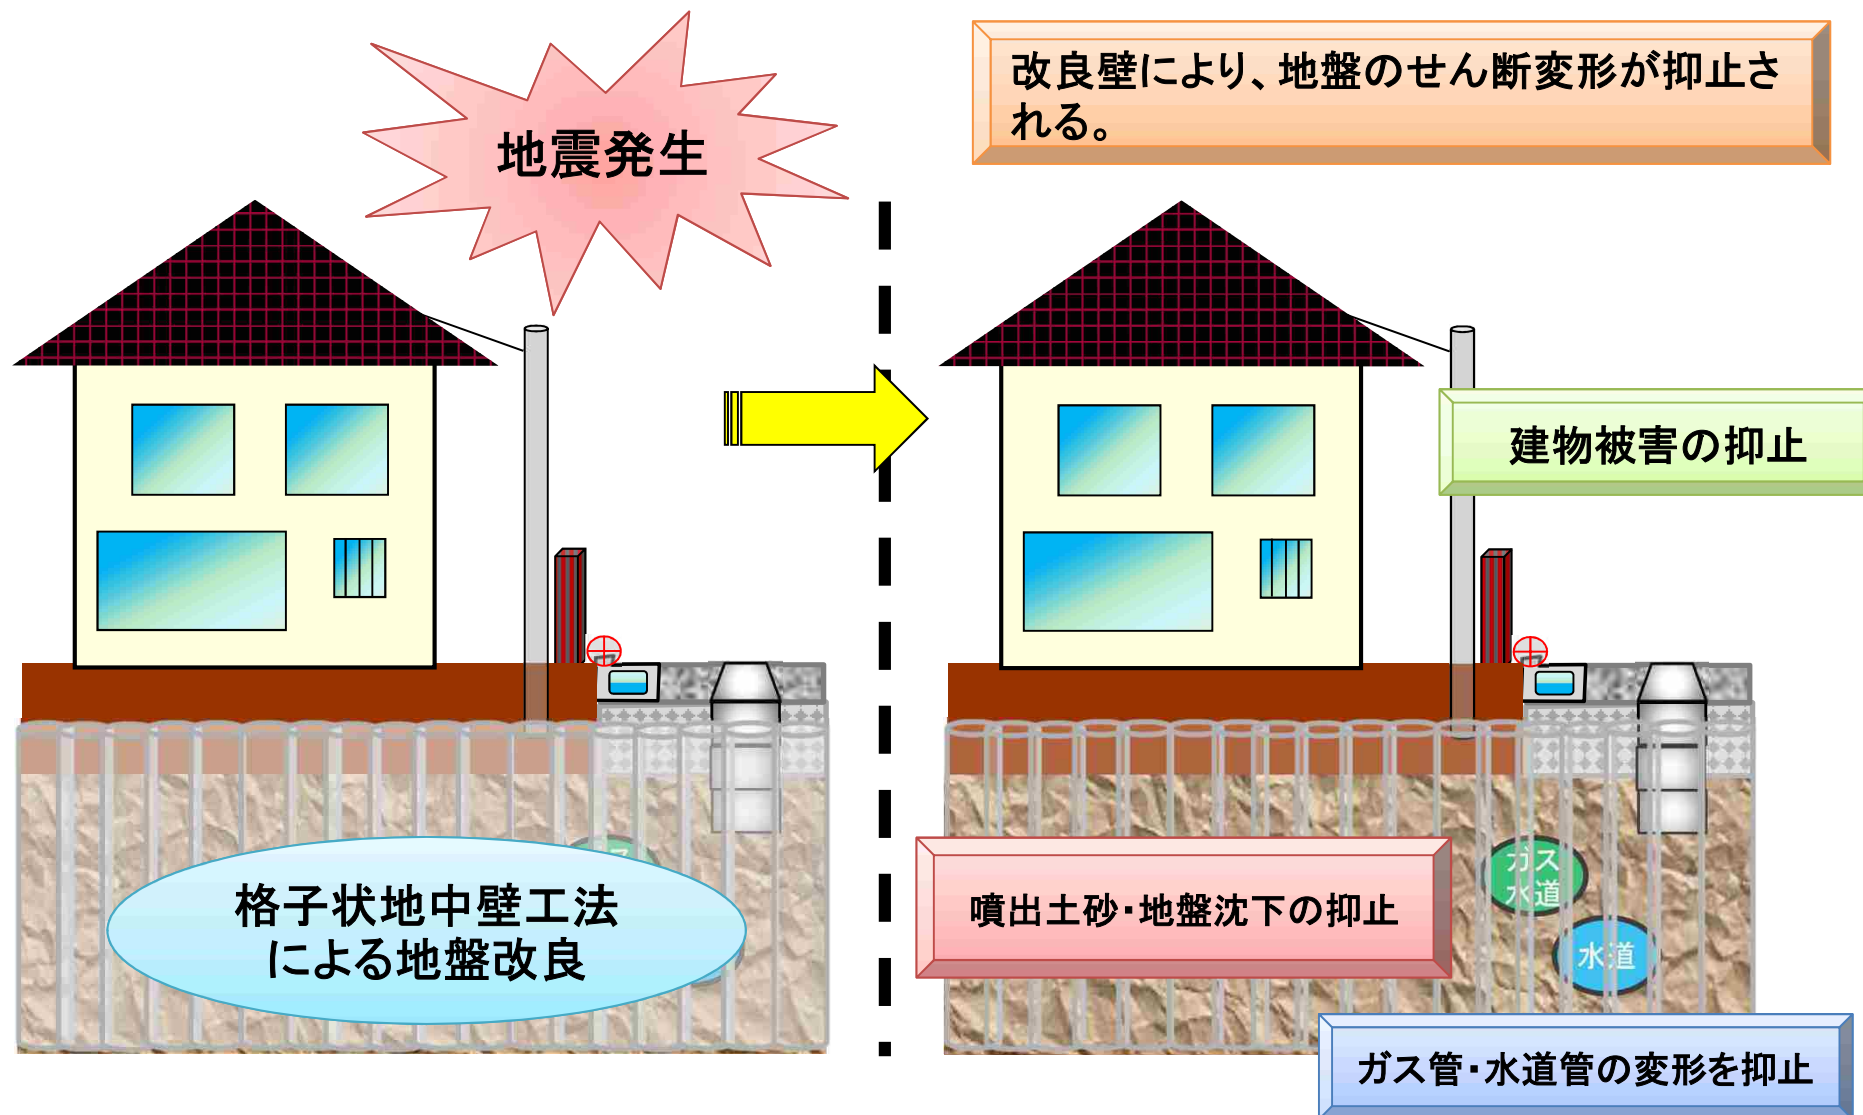 地震発生
改良壁により、地盤のせん断変形が抑止さ
れる。
建物被害の抑止
格子状地中壁工法
による地盤改良
噴出土砂・地盤沈下の抑止
ガス
水道
水道
ガス管・水道管の変形を抑止